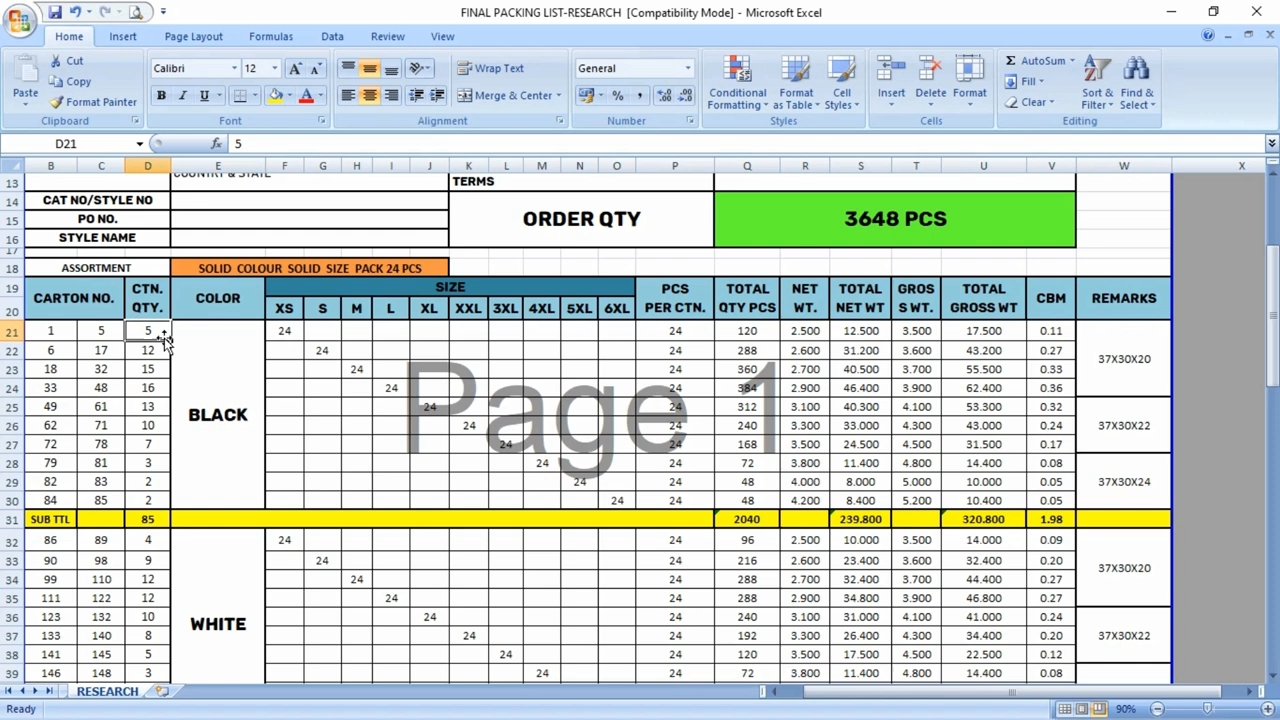 FINAL PACKING LIST-RESEARCH [Compatibility Mode] - Microsoft Excel
Home Insert Page Layout Formulas Data Review View
Paste Cut Copy Format Painter Clipboard
Calibri 12 A A B I U A Font
Wrap Text Merge & Center Alignment
General % , .0 .00 .00 .0 Number
Conditional Formatting Format as Table Cell Styles Styles
Insert Delete Format Cells
Σ AutoSum Fill Clear Sort & Filter Find & Select Editing
D21 fx 5
B C D E F G H I J K L M N O P Q R S T U V W X
13 COUNTRY & STATE TERMS
14 CAT NO/STYLE NO
15 PO NO. ORDER QTY 3648 PCS
16 STYLE NAME
17
18 ASSORTMENT SOLID COLOUR SOLID SIZE PACK 24 PCS
19 CARTON NO. CTN. QTY. COLOR SIZE PCS PER CTN. TOTAL QTY PCS NET WT. TOTAL NET WT GROS S WT. TOTAL GROSS WT CBM REMARKS
20 XS S M L XL XXL 3XL 4XL 5XL 6XL
21 1 5 5 24 24 120 2.500 12.500 3.500 17.500 0.11
22 6 17 12 24 24 288 2.600 31.200 3.600 43.200 0.27
37X30X20
23 18 32 15 24 24 360 2.700 40.500 3.700 55.500 0.33
24 33 48 16 24 24 384 2.900 46.400 3.900 62.400 0.36
25 49 61 13 24 24 312 3.100 40.300 4.100 53.300 0.32
BLACK
Page 1
26 62 71 10 24 24 240 3.300 33.000 4.300 43.000 0.24 37X30X22
27 72 78 7 24 24 168 3.500 24.500 4.500 31.500 0.17
28 79 81 3 24 24 72 3.800 11.400 4.800 14.400 0.08
29 82 83 2 24 24 48 4.000 8.000 5.000 10.000 0.05 37X30X24
30 84 85 2 24 24 48 4.200 8.400 5.200 10.400 0.05
31 SUB TTL 85 2040 239.800 320.800 1.98
32 86 89 4 24 24 96 2.500 10.000 3.500 14.000 0.09
33 90 98 9 24 24 216 2.600 23.400 3.600 32.400 0.20
37X30X20
34 99 110 12 24 24 288 2.700 32.400 3.700 44.400 0.27
35 111 122 12 24 24 288 2.900 34.800 3.900 46.800 0.27
36 123 132 10 24 24 240 3.100 31.000 4.100 41.000 0.24
WHITE
37 133 140 8 24 24 192 3.300 26.400 4.300 34.400 0.20 37X30X22
38 141 145 5 24 24 120 3.500 17.500 4.500 22.500 0.12
39 146 148 3 24 24 72 3.800 11.400 4.800 14.400 0.08
RESEARCH
Ready 90%